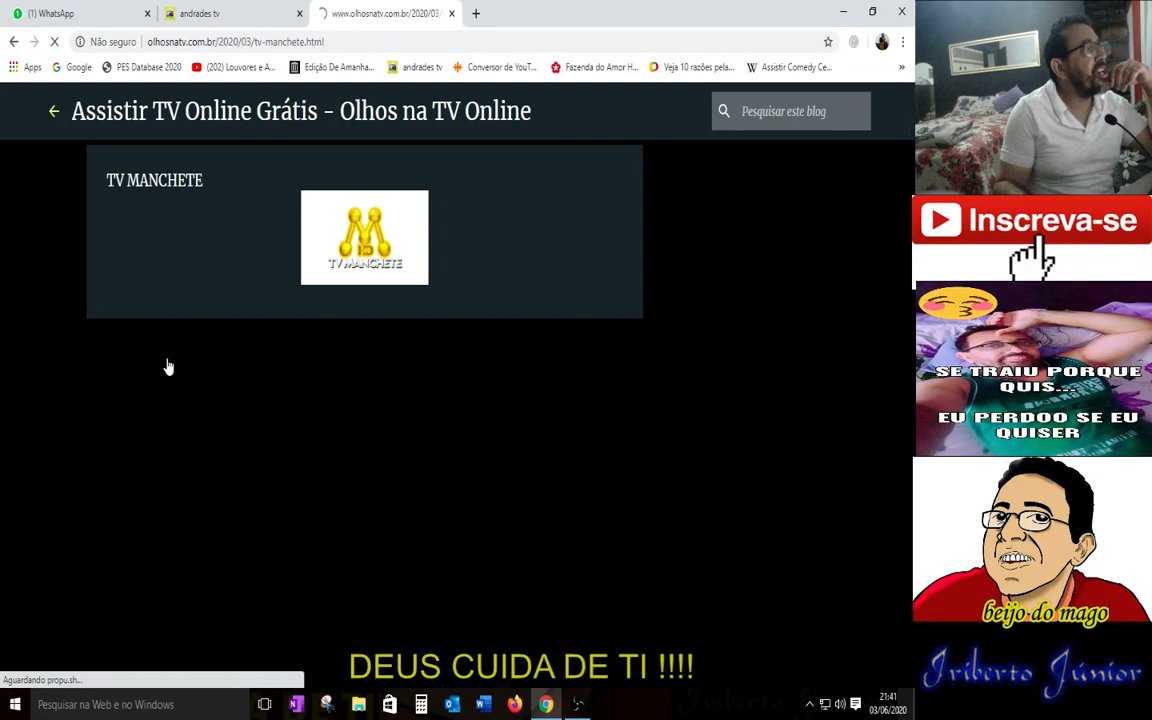 (1) WhatsApp
andrades tv
www.olhosnatv.com.br/2020/03/
Não seguro
olhosnatv.com.br/2020/03/tv-manchete.html
Apps
Google
PES Database 2020
(202) Louvores e A...
Edição De Amanha...
andrades tv
Conversor de YouT...
Fazenda do Amor H...
Veja 10 razões pela...
Assistir Comedy Ce...
Assistir TV Online Grátis - Olhos na TV Online
Pesquisar este blog
TV MANCHETE
TV MANCHETE
Inscreva-se
SE TRAIU PORQUE
QUIS...
EU PERDOO SE EU
QUISER
beijo do mago
DEUS CUIDA DE TI !!!!
Iriberto Júnior
Aguardando propu.sh...
Pesquisar na Web e no Windows
21:41
03/06/2020